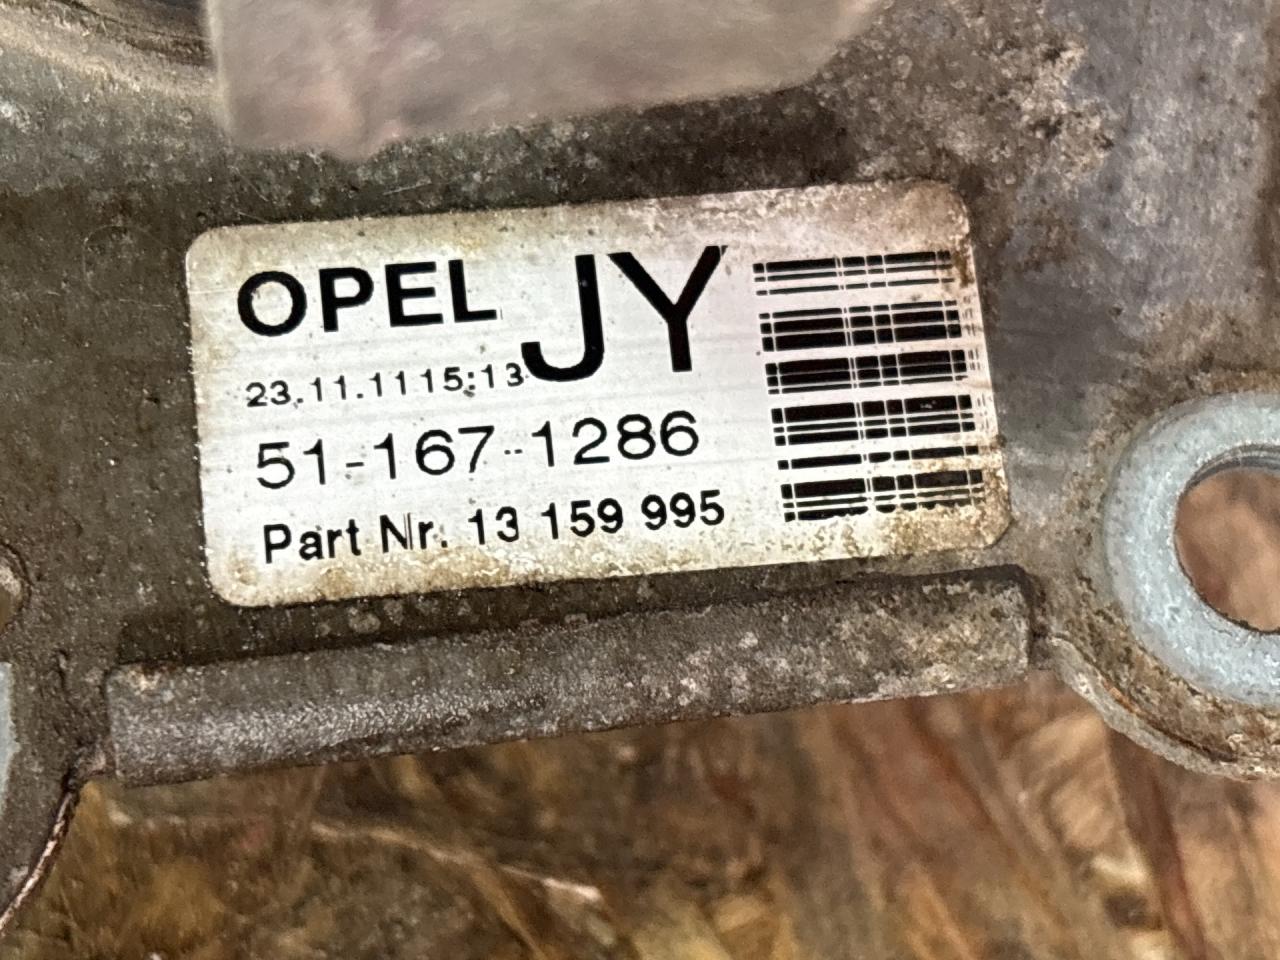 OPEL JY
23.11.11 15:13
51-167-1286
Part Nr. 13 159 995